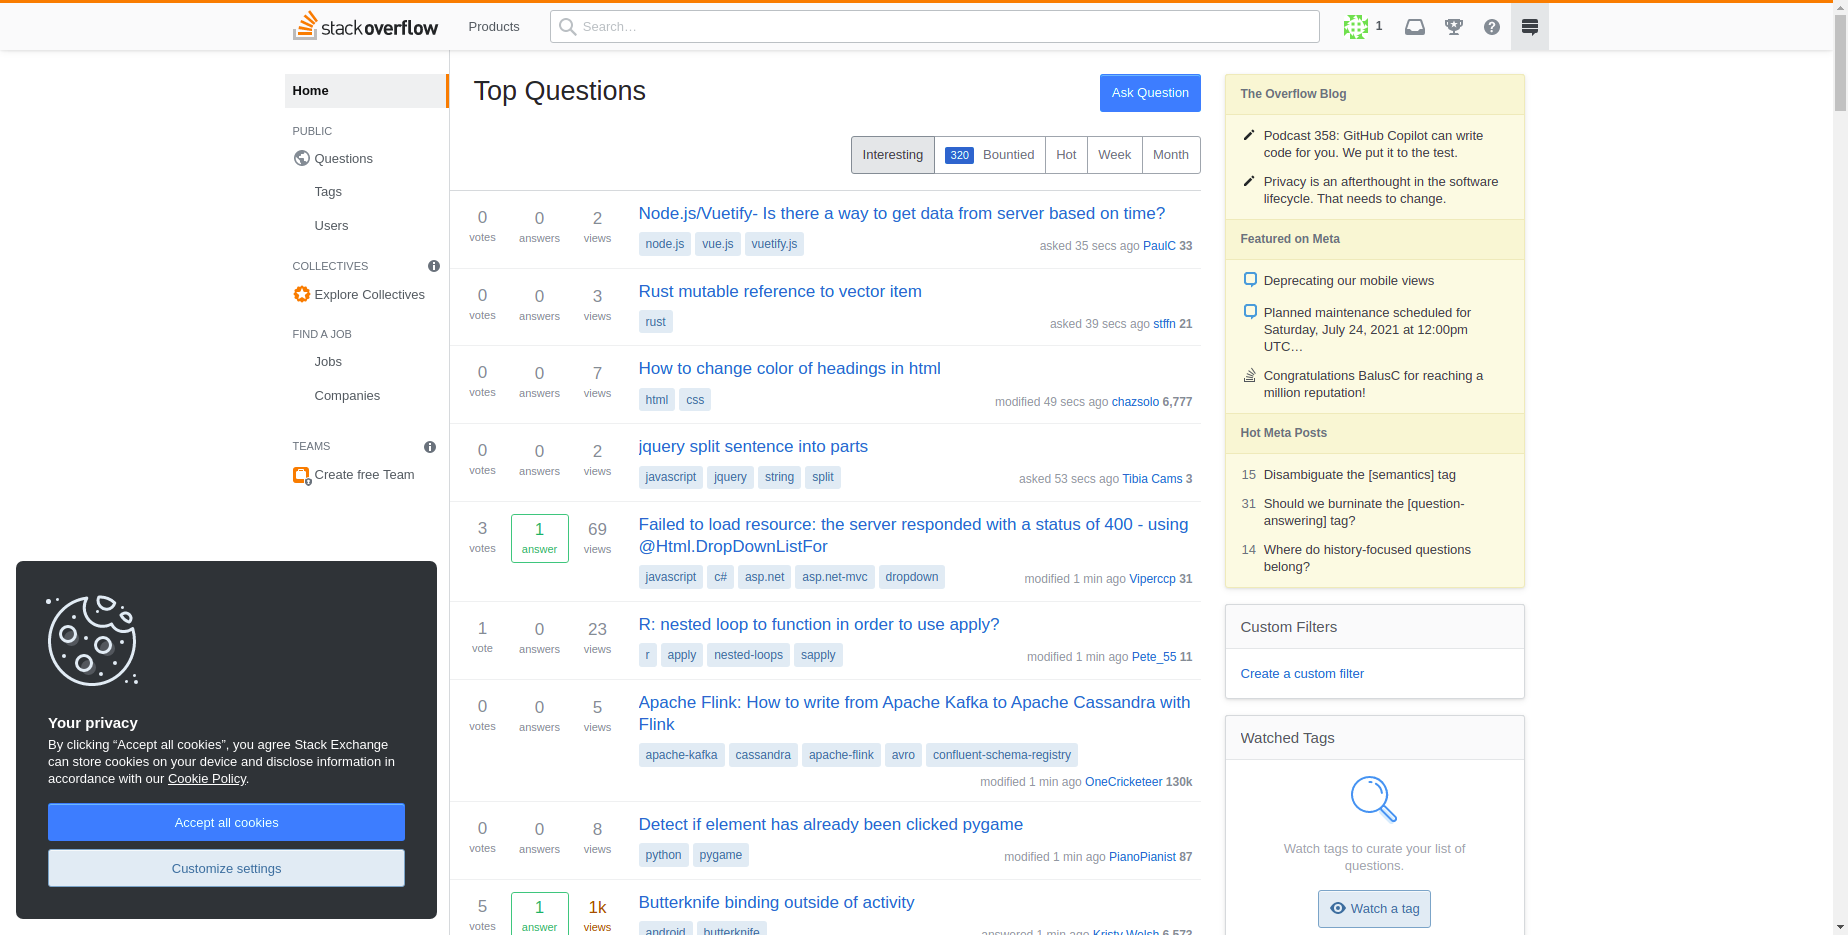 stackoverflow
Products
Search…
1
Home
PUBLIC
Questions
Tags
Users
COLLECTIVES
Explore Collectives
FIND A JOB
Jobs
Companies
TEAMS
Create free Team
Top Questions
Ask Question
Interesting
320 Bountied
Hot
Week
Month
0 votes
0 answers
2 views
Node.js/Vuetify- Is there a way to get data from server based on time?
node.js vue.js vuetify.js
asked 35 secs ago PaulC 33
0 votes
0 answers
3 views
Rust mutable reference to vector item
rust
asked 39 secs ago stffn 21
0 votes
0 answers
7 views
How to change color of headings in html
html css
modified 49 secs ago chazsolo 6,777
0 votes
0 answers
2 views
jquery split sentence into parts
javascript jquery string split
asked 53 secs ago Tibia Cams 3
3 votes
1 answer
69 views
Failed to load resource: the server responded with a status of 400 - using
@Html.DropDownListFor
javascript c# asp.net asp.net-mvc dropdown
modified 1 min ago Viperccp 31
1 vote
0 answers
23 views
R: nested loop to function in order to use apply?
r apply nested-loops sapply
modified 1 min ago Pete_55 11
0 votes
0 answers
5 views
Apache Flink: How to write from Apache Kafka to Apache Cassandra with
Flink
apache-kafka cassandra apache-flink avro confluent-schema-registry
modified 1 min ago OneCricketeer 130k
0 votes
0 answers
8 views
Detect if element has already been clicked pygame
python pygame
modified 1 min ago PianoPianist 87
5 votes
1 answer
1k views
Butterknife binding outside of activity
android butterknife
answered 1 min ago Kristy Welsh 6,573
The Overflow Blog
Podcast 358: GitHub Copilot can write
code for you. We put it to the test.
Privacy is an afterthought in the software
lifecycle. That needs to change.
Featured on Meta
Deprecating our mobile views
Planned maintenance scheduled for
Saturday, July 24, 2021 at 12:00pm
UTC…
Congratulations BalusC for reaching a
million reputation!
Hot Meta Posts
15 Disambiguate the [semantics] tag
31 Should we burninate the [question-
answering] tag?
14 Where do history-focused questions
belong?
Custom Filters
Create a custom filter
Watched Tags
Watch tags to curate your list of
questions.
Watch a tag
Your privacy
By clicking “Accept all cookies”, you agree Stack Exchange
can store cookies on your device and disclose information in
accordance with our Cookie Policy.
Accept all cookies
Customize settings